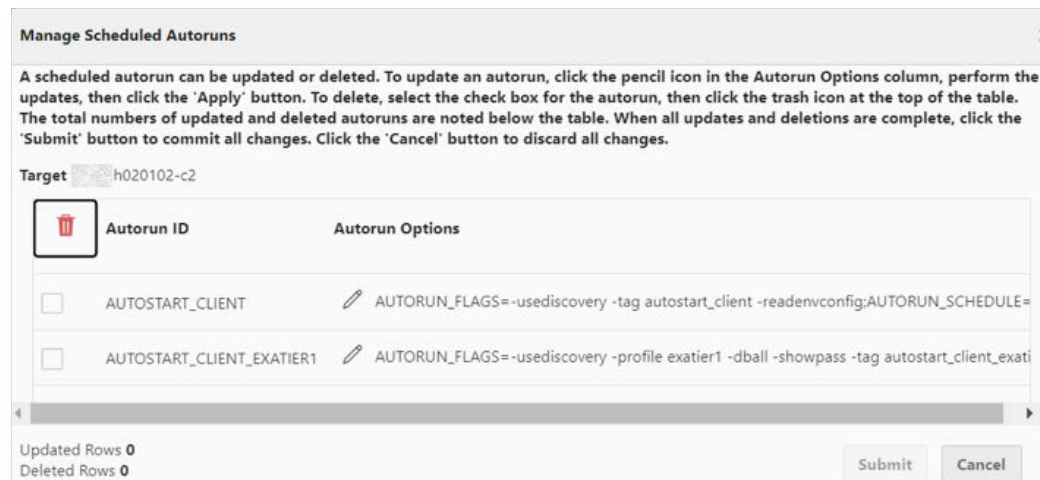 Manage Scheduled Autoruns
A scheduled autorun can be updated or deleted. To update an autorun, click the pencil icon in the Autorun Options column, perform the
updates, then click the 'Apply' button. To delete, select the check box for the autorun, then click the trash icon at the top of the table.
The total numbers of updated and deleted autoruns are noted below the table. When all updates and deletions are complete, click the
'Submit' button to commit all changes. Click the 'Cancel' button to discard all changes.
Target h020102-c2
Autorun ID Autorun Options
AUTOSTART_CLIENT AUTORUN_FLAGS=-usediscovery -tag autostart_client -readenvconfig;AUTORUN_SCHEDULE=
AUTOSTART_CLIENT_EXATIER1 AUTORUN_FLAGS=-usediscovery -profile exatier1 -dball -showpass -tag autostart_client_exati
Updated Rows 0
Deleted Rows 0
Submit Cancel